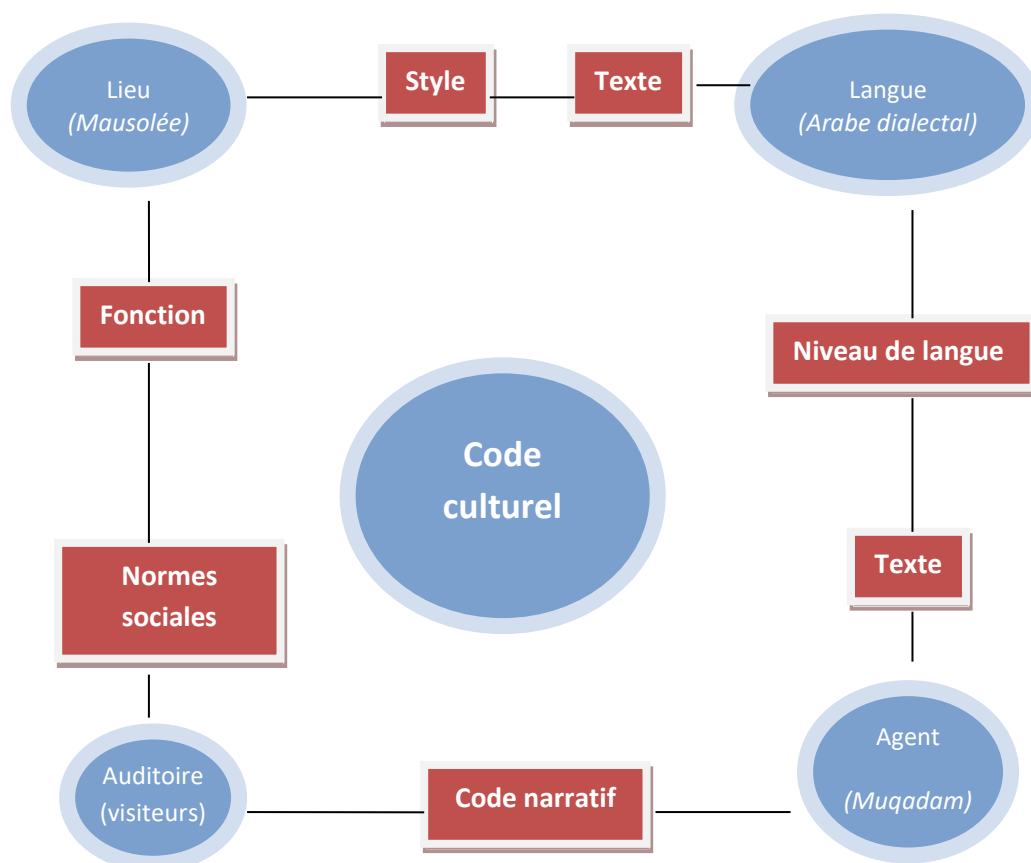 Lieu
(Mausolée)
Style
Texte
Langue
(Arabe dialectal)
Fonction
Niveau de langue
Code
culturel
Normes
sociales
Texte
Auditoire
(visiteurs)
Code narratif
Agent
(Muqadam)